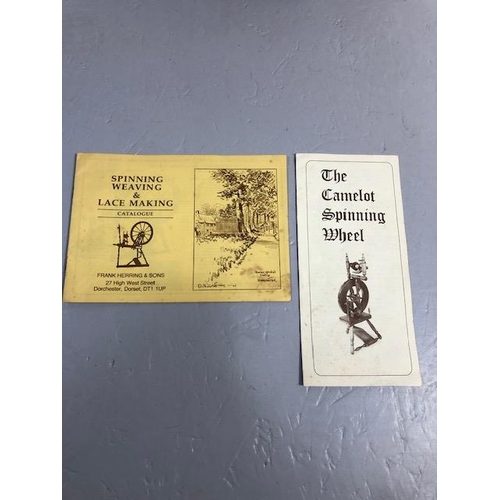 SPINNING
WEAVING
&
LACE MAKING
CATALOGUE
FRANK HERRING & SONS
27 High West Street
Dorchester, Dorset, DT1 1UP
The
Camelot
Spinning
Wheel